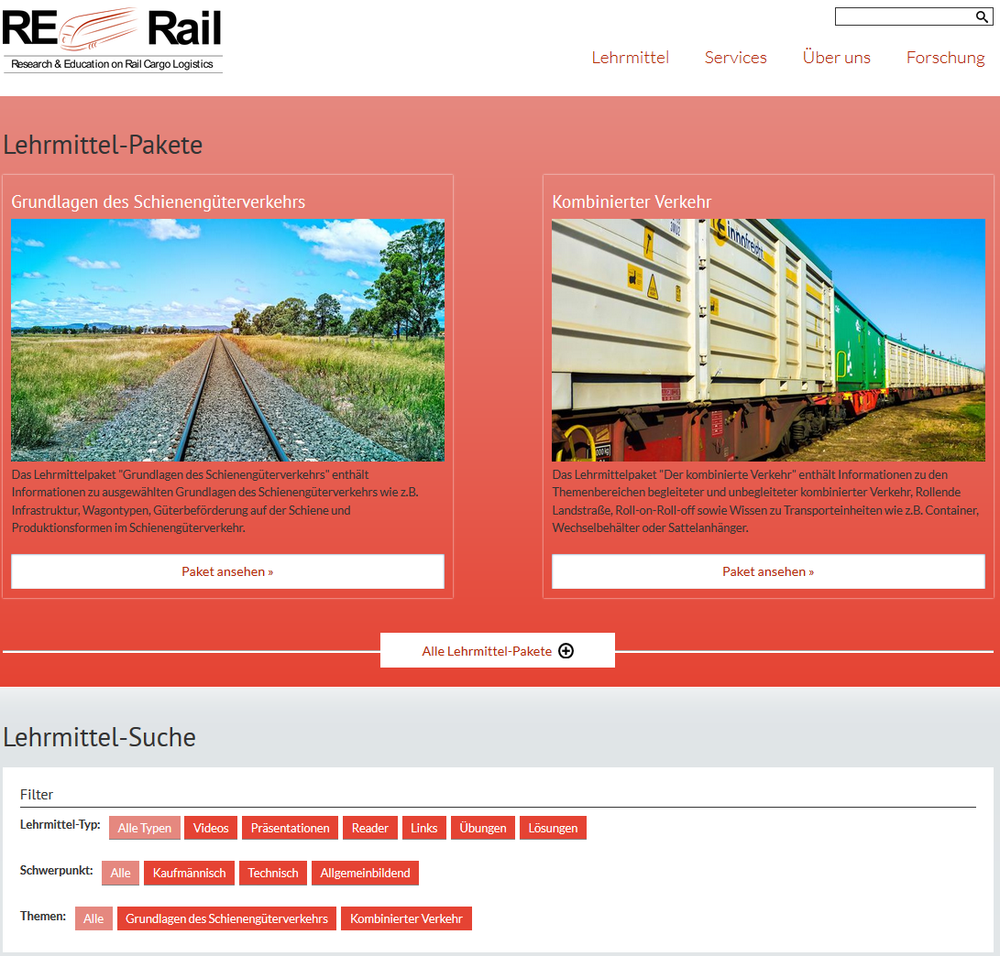 RE Rail
Research & Education on Rail Cargo Logistics
Lehrmittel Services Über uns Forschung
Lehrmittel-Pakete
Grundlagen des Schienengüterverkehrs
Das Lehrmittelpaket "Grundlagen des Schienengüterverkehrs" enthält
Informationen zu ausgewählten Grundlagen des Schienengüterverkehrs wie z.B.
Infrastruktur, Wagontypen, Güterbeförderung auf der Schiene und
Produktionsformen im Schienengüterverkehr.
Paket ansehen »
Kombinierter Verkehr
innofreight
Das Lehrmittelpaket "Der kombinierte Verkehr" enthält Informationen zu den
Themenbereichen begleiteter und unbegleiteter kombinierter Verkehr, Rollende
Landstraße, Roll-on-Roll-off sowie Wissen zu Transporteinheiten wie z.B. Container,
Wechselbehälter oder Sattelanhänger.
Paket ansehen »
Alle Lehrmittel-Pakete
Lehrmittel-Suche
Filter
Lehrmittel-Typ: Alle Typen Videos Präsentationen Reader Links Übungen Lösungen
Schwerpunkt: Alle Kaufmännisch Technisch Allgemeinbildend
Themen: Alle Grundlagen des Schienengüterverkehrs Kombinierter Verkehr